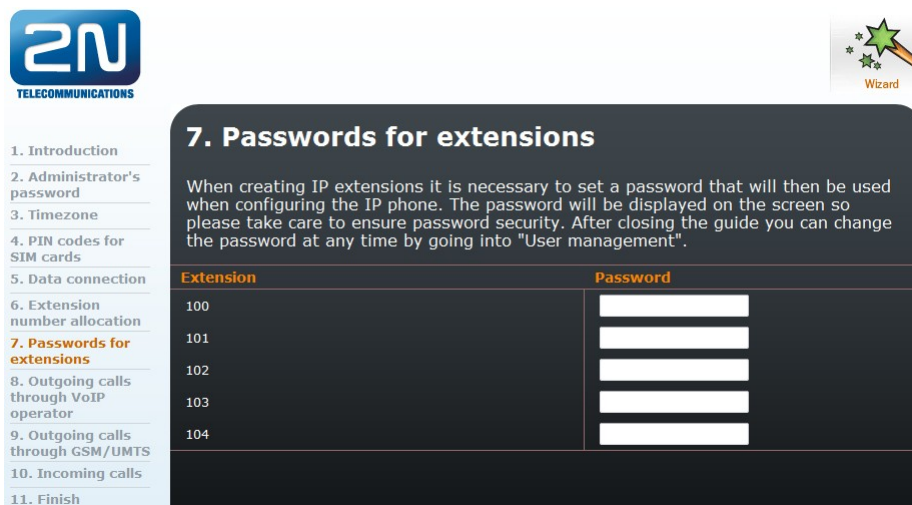 2N
TELECOMMUNICATIONS
Wizard
1. Introduction
2. Administrator's
password
3. Timezone
4. PIN codes for
SIM cards
5. Data connection
6. Extension
number allocation
7. Passwords for
extensions
8. Outgoing calls
through VoIP
operator
9. Outgoing calls
through GSM/UMTS
10. Incoming calls
11. Finish
7. Passwords for extensions
When creating IP extensions it is necessary to set a password that will then be used
when configuring the IP phone. The password will be displayed on the screen so
please take care to ensure password security. After closing the guide you can change
the password at any time by going into "User management".
Extension Password
100
101
102
103
104